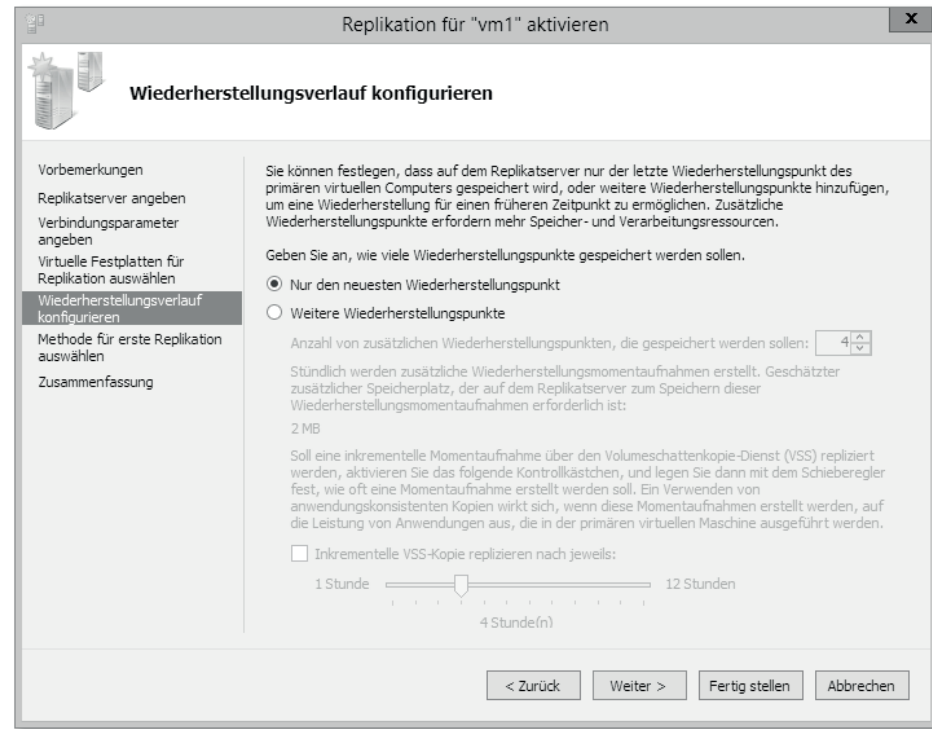 Replikation für "vm1" aktivieren
x
Wiederherstellungsverlauf konfigurieren
Vorbemerkungen
Replikatserver angeben
Verbindungsparameter
angeben
Virtuelle Festplatten für
Replikation auswählen
Wiederherstellungsverlauf
konfigurieren
Methode für erste Replikation
auswählen
Zusammenfassung
Sie können festlegen, dass auf dem Replikatserver nur der letzte Wiederherstellungspunkt des
primären virtuellen Computers gespeichert wird, oder weitere Wiederherstellungspunkte hinzufügen,
um eine Wiederherstellung für einen früheren Zeitpunkt zu ermöglichen. Zusätzliche
Wiederherstellungspunkte erfordern mehr Speicher- und Verarbeitungsressourcen.
Geben Sie an, wie viele Wiederherstellungspunkte gespeichert werden sollen.
Nur den neuesten Wiederherstellungspunkt
Weitere Wiederherstellungspunkte
Anzahl von zusätzlichen Wiederherstellungspunkten, die gespeichert werden sollen: 4
Stündlich werden zusätzliche Wiederherstellungsmomentaufnahmen erstellt. Geschätzter
zusätzlicher Speicherplatz, der auf dem Replikatserver zum Speichern dieser
Wiederherstellungsmomentaufnahmen erforderlich ist:
2 MB
Soll eine inkrementelle Momentaufnahme über den Volumeschattenkopie-Dienst (VSS) repliziert
werden, aktivieren Sie das folgende Kontrollkästchen, und legen Sie dann mit dem Schieberegler
fest, wie oft eine Momentaufnahme erstellt werden soll. Ein Verwenden von
anwendungskonsistenten Kopien wirkt sich, wenn diese Momentaufnahmen erstellt werden, auf
die Leistung von Anwendungen aus, die in der primären virtuellen Maschine ausgeführt werden.
Inkrementelle VSS-Kopie replizieren nach jeweils:
1 Stunde 12 Stunden
4 Stunde(n)
< Zurück Weiter > Fertig stellen Abbrechen